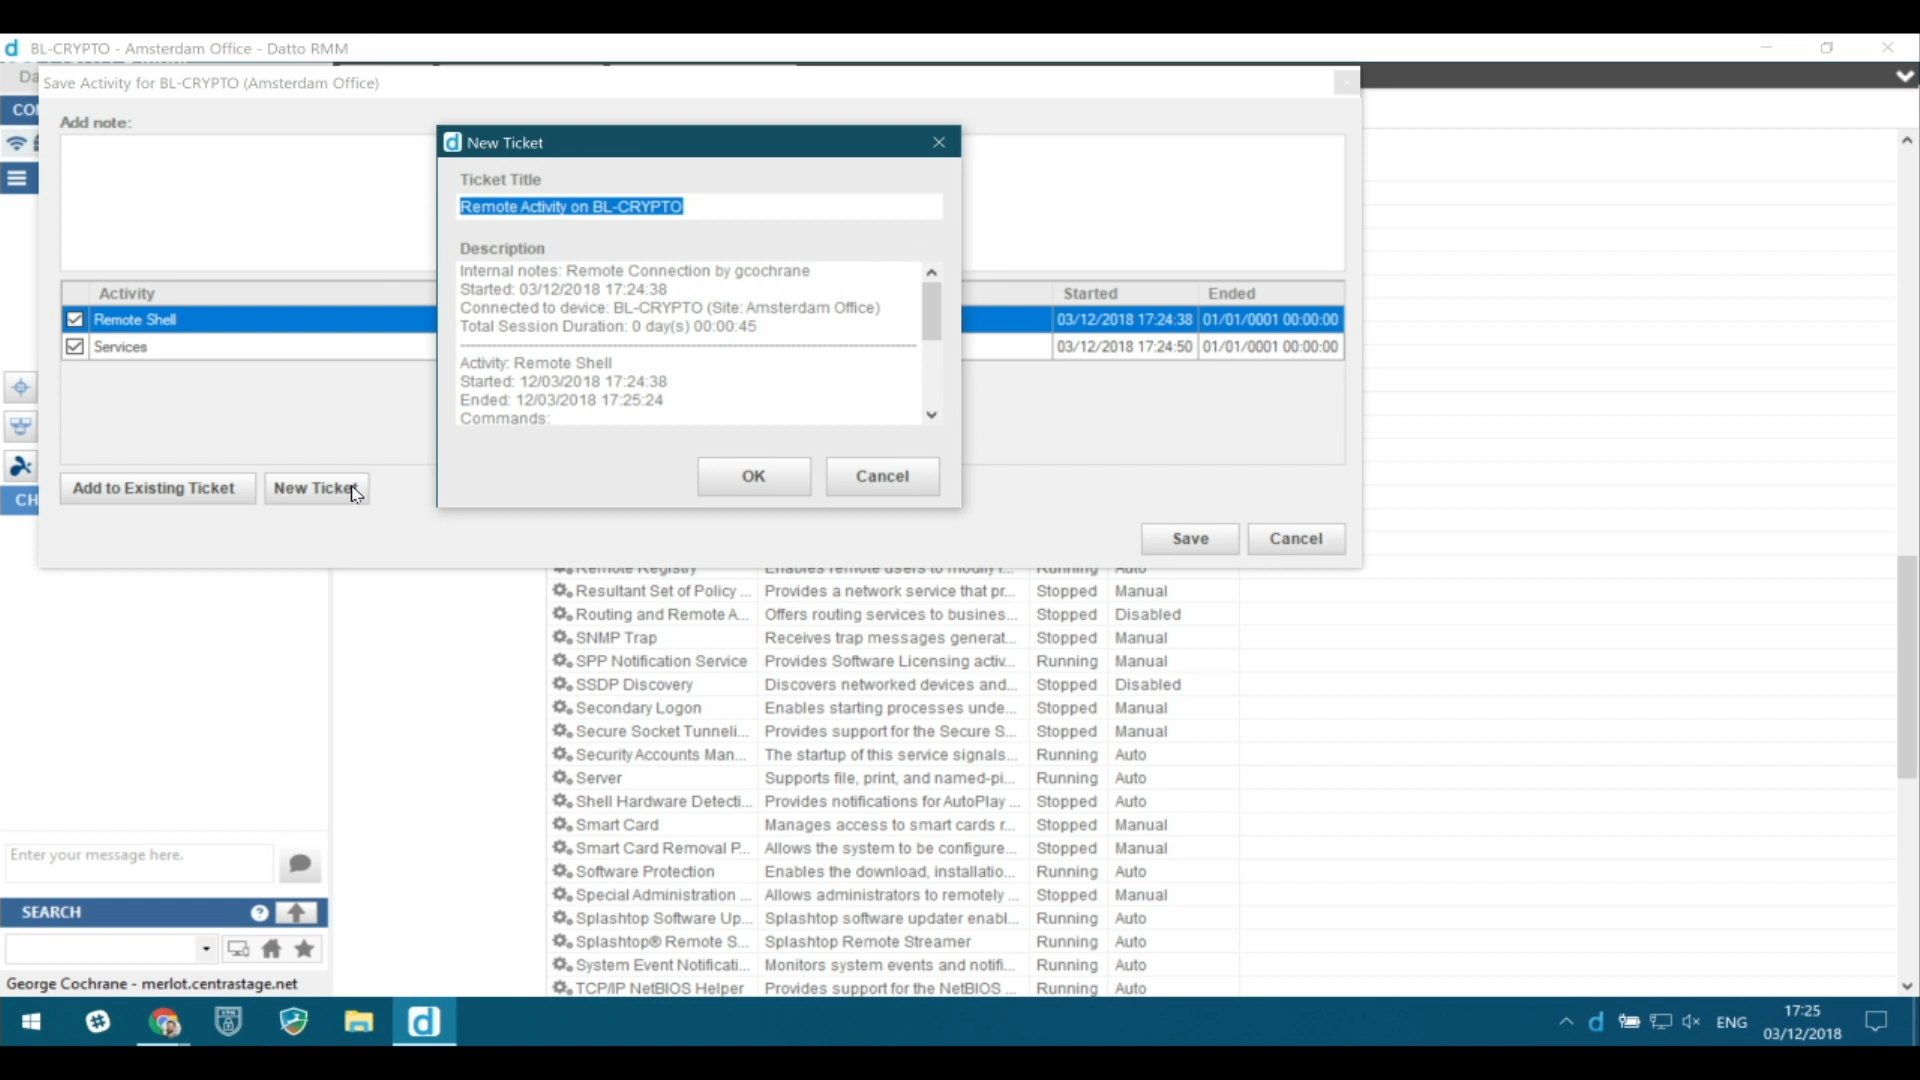 BL-CRYPTO - Amsterdam Office - Datto RMM
Da
Save Activity for BL-CRYPTO (Amsterdam Office)
Add note:
New Ticket
Ticket Title
Remote Activity on BL-CRYPTO
Description
Internal notes: Remote Connection by gcochrane
Started: 03/12/2018 17:24:38
Connected to device: BL-CRYPTO (Site: Amsterdam Office)
Total Session Duration: 0 day(s) 00:00:45
Activity: Remote Shell
Started: 12/03/2018 17:24:38
Ended: 12/03/2018 17:25:24
Commands:
OK Cancel
Activity Started Ended
Remote Shell 03/12/2018 17:24:38 01/01/0001 00:00:00
Services 03/12/2018 17:24:50 01/01/0001 00:00:00
Add to Existing Ticket New Ticket
Save Cancel
CH
Remote Registry Enables remote users to modify r... Running Auto
Resultant Set of Policy ... Provides a network service that pr... Stopped Manual
Routing and Remote A... Offers routing services to busines... Stopped Disabled
SNMP Trap Receives trap messages generat... Stopped Manual
SPP Notification Service Provides Software Licensing activ... Running Manual
SSDP Discovery Discovers networked devices and... Stopped Disabled
Secondary Logon Enables starting processes unde... Stopped Manual
Secure Socket Tunneli... Provides support for the Secure S... Stopped Manual
Security Accounts Man... The startup of this service signals... Running Auto
Server Supports file, print, and named-pi... Running Auto
Shell Hardware Detecti... Provides notifications for AutoPlay ... Stopped Auto
Smart Card Manages access to smart cards r... Stopped Manual
Smart Card Removal P... Allows the system to be configure... Stopped Manual
Software Protection Enables the download, installatio... Running Auto
Special Administration ... Allows administrators to remotely ... Stopped Manual
Splashtop Software Up... Splashtop software updater enabl... Running Auto
Splashtop® Remote S... Splashtop Remote Streamer Running Auto
System Event Notificati... Monitors system events and notifi... Running Auto
TCP/IP NetBIOS Helper Provides support for the NetBIOS ... Running Auto
Enter your message here.
SEARCH
George Cochrane - merlot.centrastage.net
ENG
17:25
03/12/2018